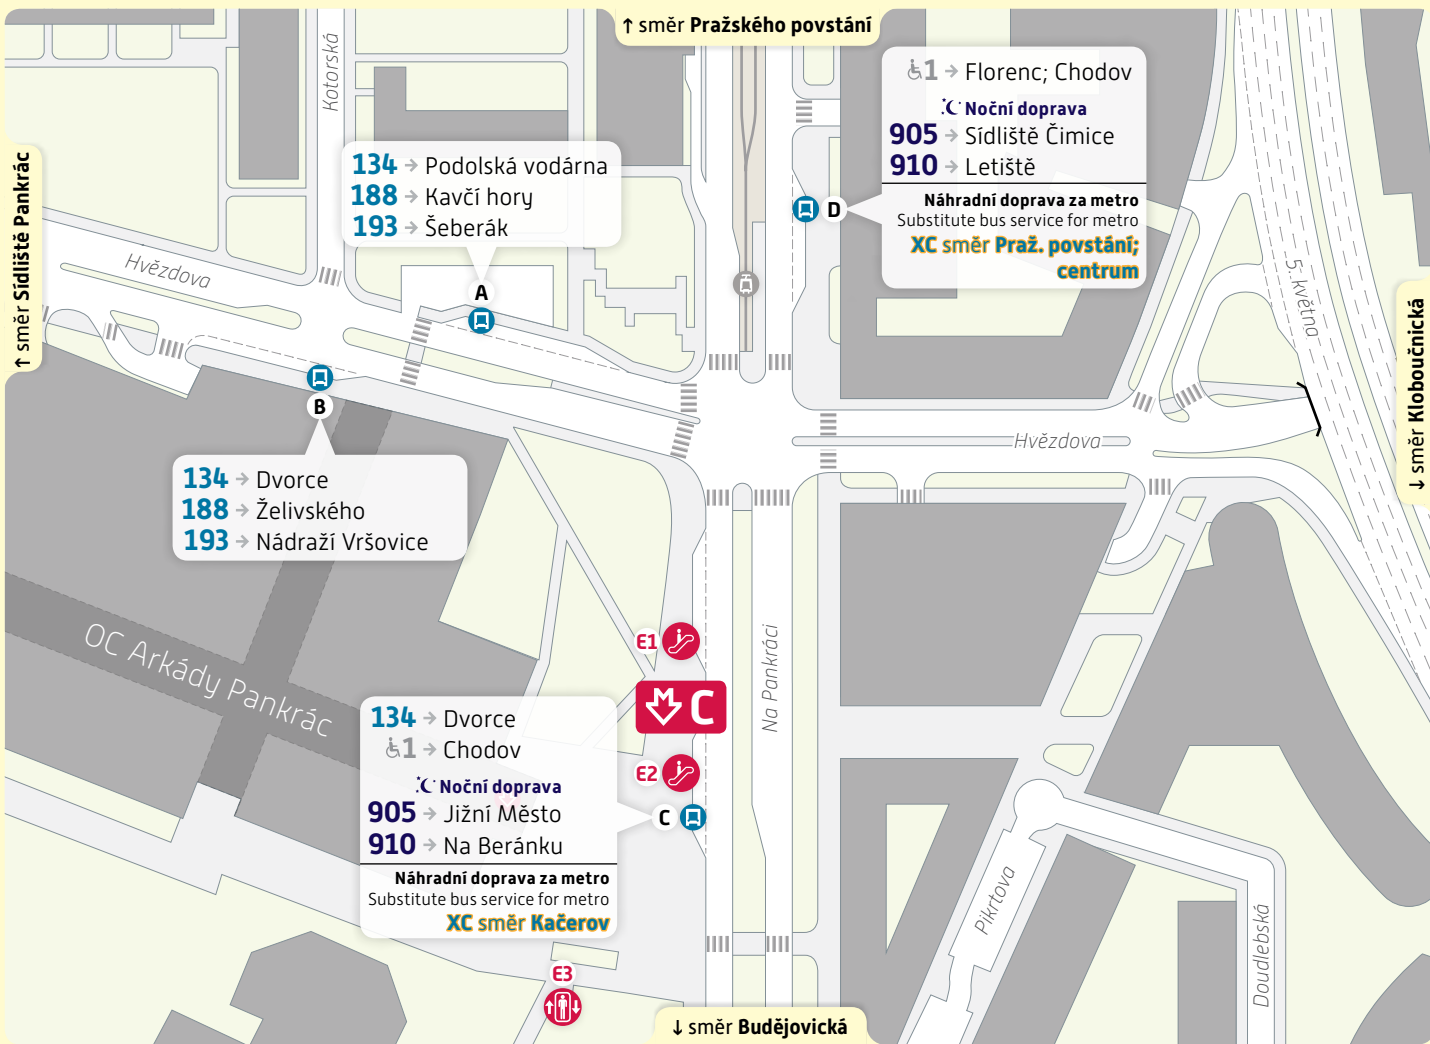 ↑ směr Pražského povstání
Kotorská
1 → Florenc; Chodov
Noční doprava
905 → Sídliště Čimice
910 → Letiště
Náhradní doprava za metro
Substitute bus service for metro
XC směr Praž. povstání;
centrum
D
134 → Podolská vodárna
188 → Kavčí hory
193 → Šeberák
A
↑ směr Sídliště Pankrác
Hvězdova
5. května
↓ směr Kloboučnická
B
134 → Dvorce
188 → Želivského
193 → Nádraží Vršovice
Hvězdova
OC Arkády Pankrác
E1
M C
Na Pankráci
E2
C
134 → Dvorce
1 → Chodov
Noční doprava
905 → Jižní Město
910 → Na Beránku
Náhradní doprava za metro
Substitute bus service for metro
XC směr Kačerov
E3
Pikrtova
Doudlebská
↓ směr Budějovická